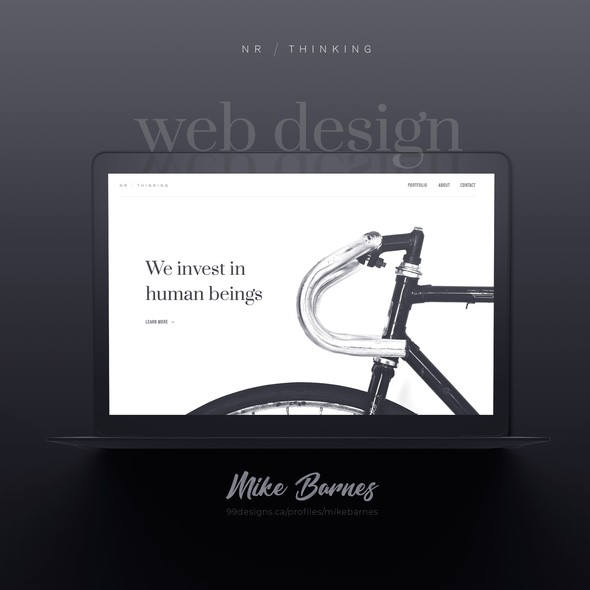 NR / THINKING
web design
NR / THINKING
PORTFOLIO ABOUT CONTACT
We invest in
human beings
LEARN MORE →
Mike Barnes
99designs.ca/profiles/mikebarnes